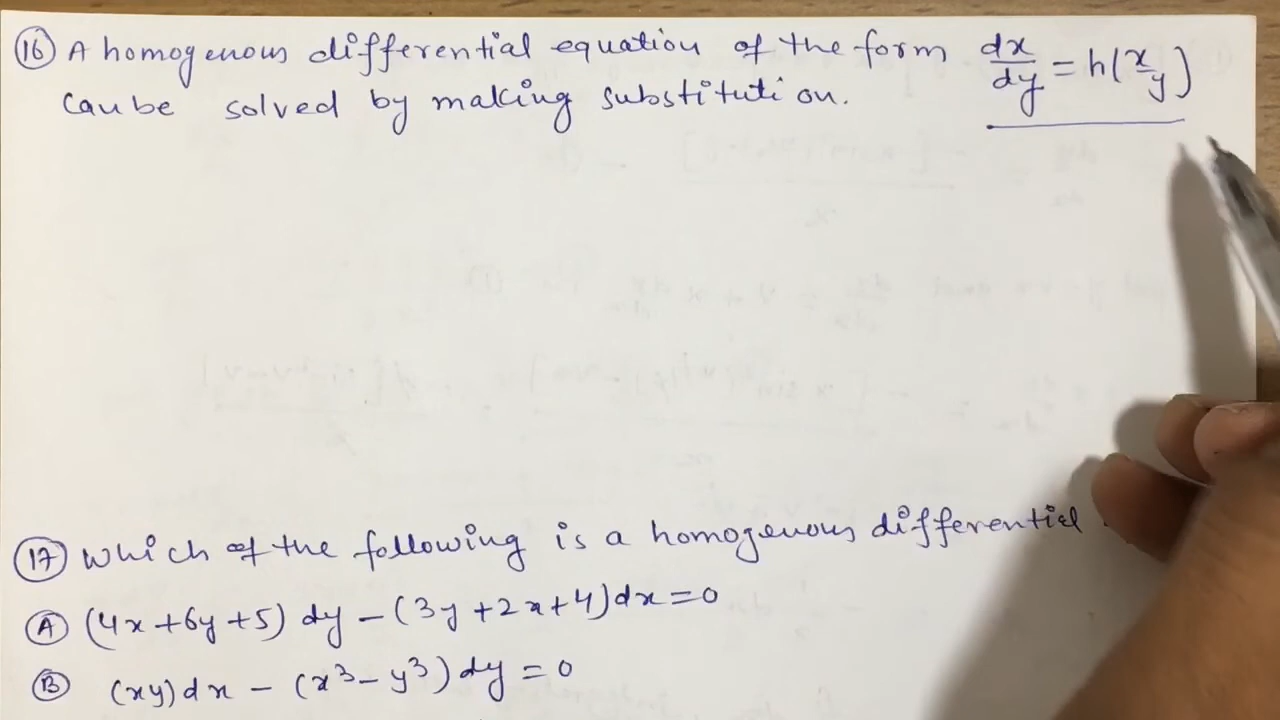 16 A homogenous differential equation of the form dx/dy = h(x/y)
can be solved by making substitution.
17 Which of the following is a homogenous differential
A (4x+6y+5) dy - (3y+2x+4) dx = 0
B (xy) dx - (x³ - y³) dy = 0